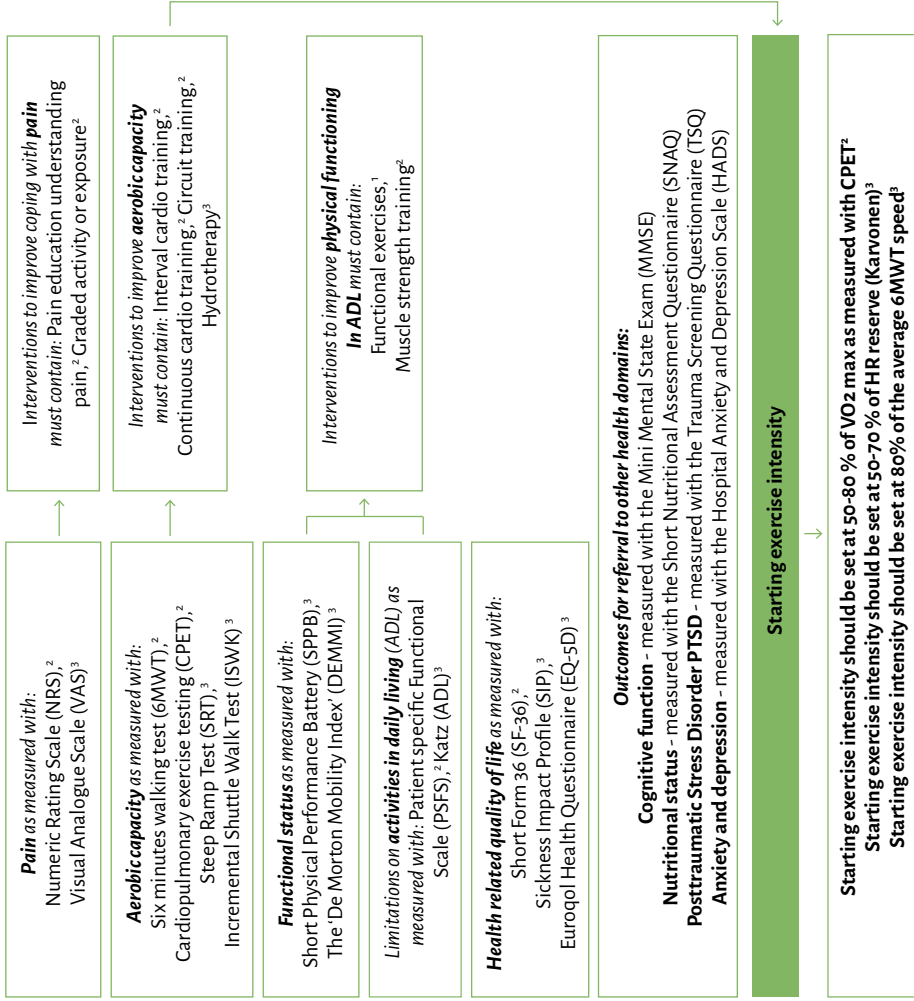 Pain as measured with:
Numeric Rating Scale (NRS),²
Visual Analogue Scale (VAS)³
Interventions to improve coping with pain
must contain: Pain education understanding
pain,² Graded activity or exposure²
Aerobic capacity as measured with:
Six minutes walking test (6MWT),²
Cardiopulmonary exercise testing (CPET),²
Steep Ramp Test (SRT),³
Incremental Shuttle Walk Test (ISWK) ³
Interventions to improve aerobic capacity
must contain: Interval cardio training,²
Continuous cardio training,² Circuit training,²
Hydrotherapy³
Functional status as measured with:
Short Physical Performance Battery (SPPB),³
The 'De Morton Mobility Index' (DEMMI) ³
Limitations on activities in daily living (ADL) as
measured with: Patient specific Functional
Scale (PSFS),² Katz (ADL)³
Interventions to improve physical functioning
In ADL must contain:
Functional exercises,¹
Muscle strength training²
Health related quality of life as measured with:
Short Form 36 (SF-36),²
Sickness Impact Profile (SIP),³
Euroqol Health Questionnaire (EQ-5D) ³
Outcomes for referral to other health domains:
Cognitive function - measured with the Mini Mental State Exam (MMSE)
Nutritional status - measured with the Short Nutritional Assessment Questionnaire (SNAQ)
Posttraumatic Stress Disorder PTSD - measured with the Trauma Screening Questionnaire (TSQ)
Anxiety and depression - measured with the Hospital Anxiety and Depression Scale (HADS)
Starting exercise intensity
Starting exercise intensity should be set at 50-80 % of VO2 max as measured with CPET²
Starting exercise intensity should be set at 50-70 % of HR reserve (Karvonen)³
Starting exercise intensity should be set at 80% of the average 6MWT speed³